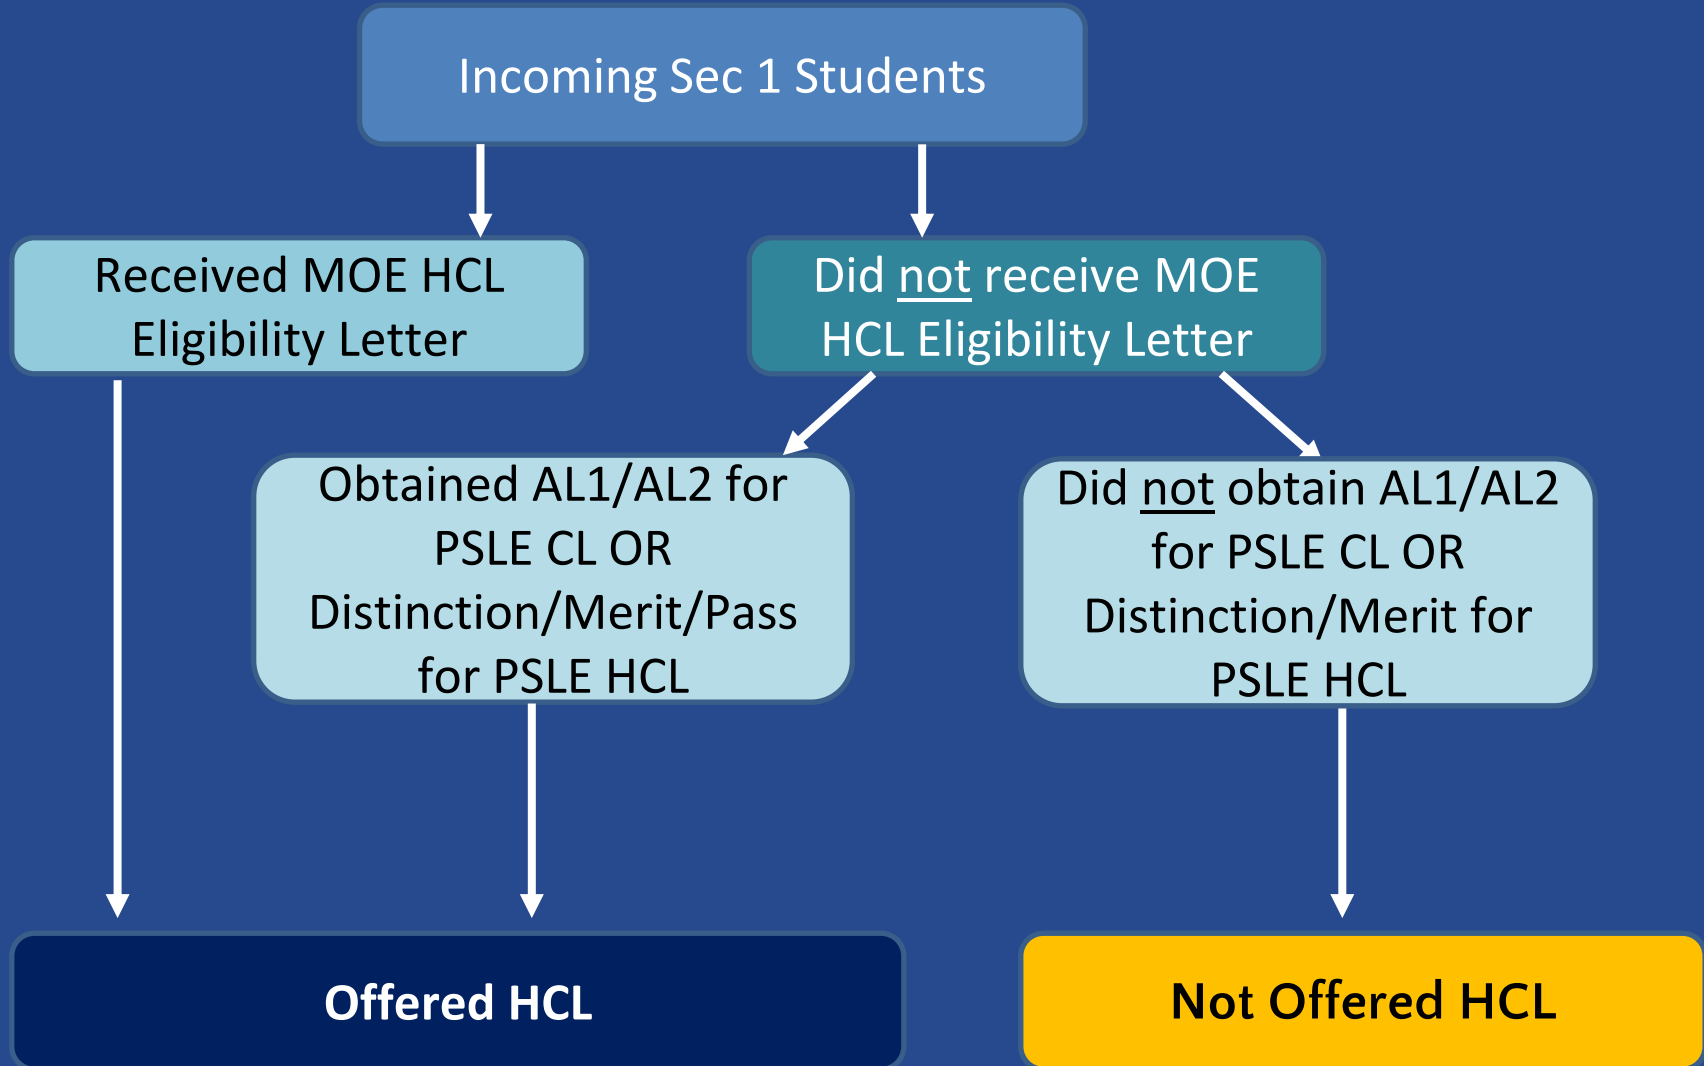 Incoming Sec 1 Students
Received MOE HCL
Eligibility Letter
Did not receive MOE
HCL Eligibility Letter
Obtained AL1/AL2 for
PSLE CL OR
Distinction/Merit/Pass
for PSLE HCL
Did not obtain AL1/AL2
for PSLE CL OR
Distinction/Merit for
PSLE HCL
Offered HCL
Not Offered HCL